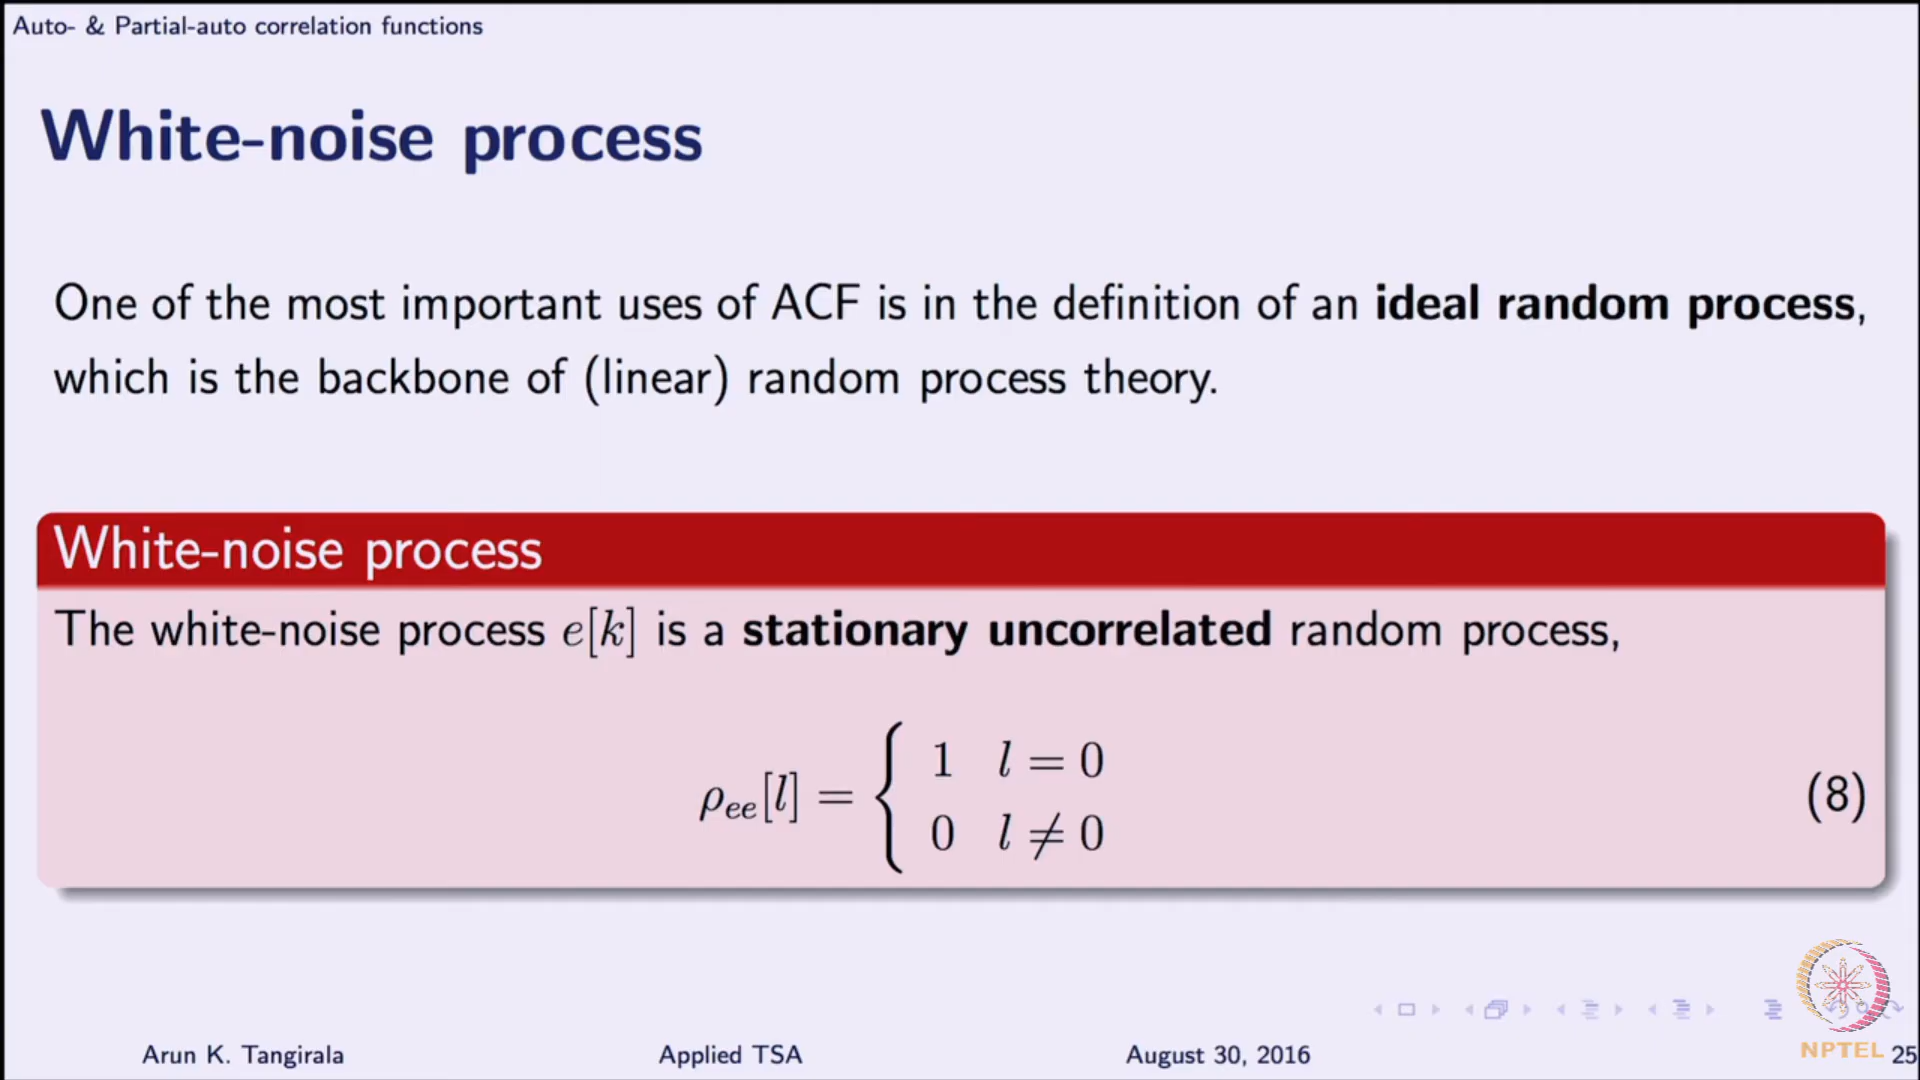 Auto- & Partial-auto correlation functions
White-noise process
One of the most important uses of ACF is in the definition of an ideal random process,
which is the backbone of (linear) random process theory.
White-noise process
The white-noise process e[k] is a stationary uncorrelated random process,
ρ_ee[l] = { 1 l = 0
0 l ≠ 0
(8)
Arun K. Tangirala Applied TSA August 30, 2016 25
NPTEL